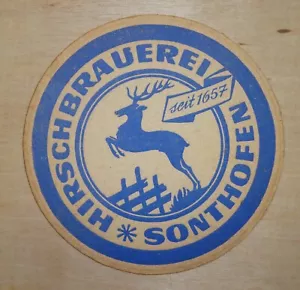 HIRSCHBRAUEREI
seit 1657
SONTHOFEN